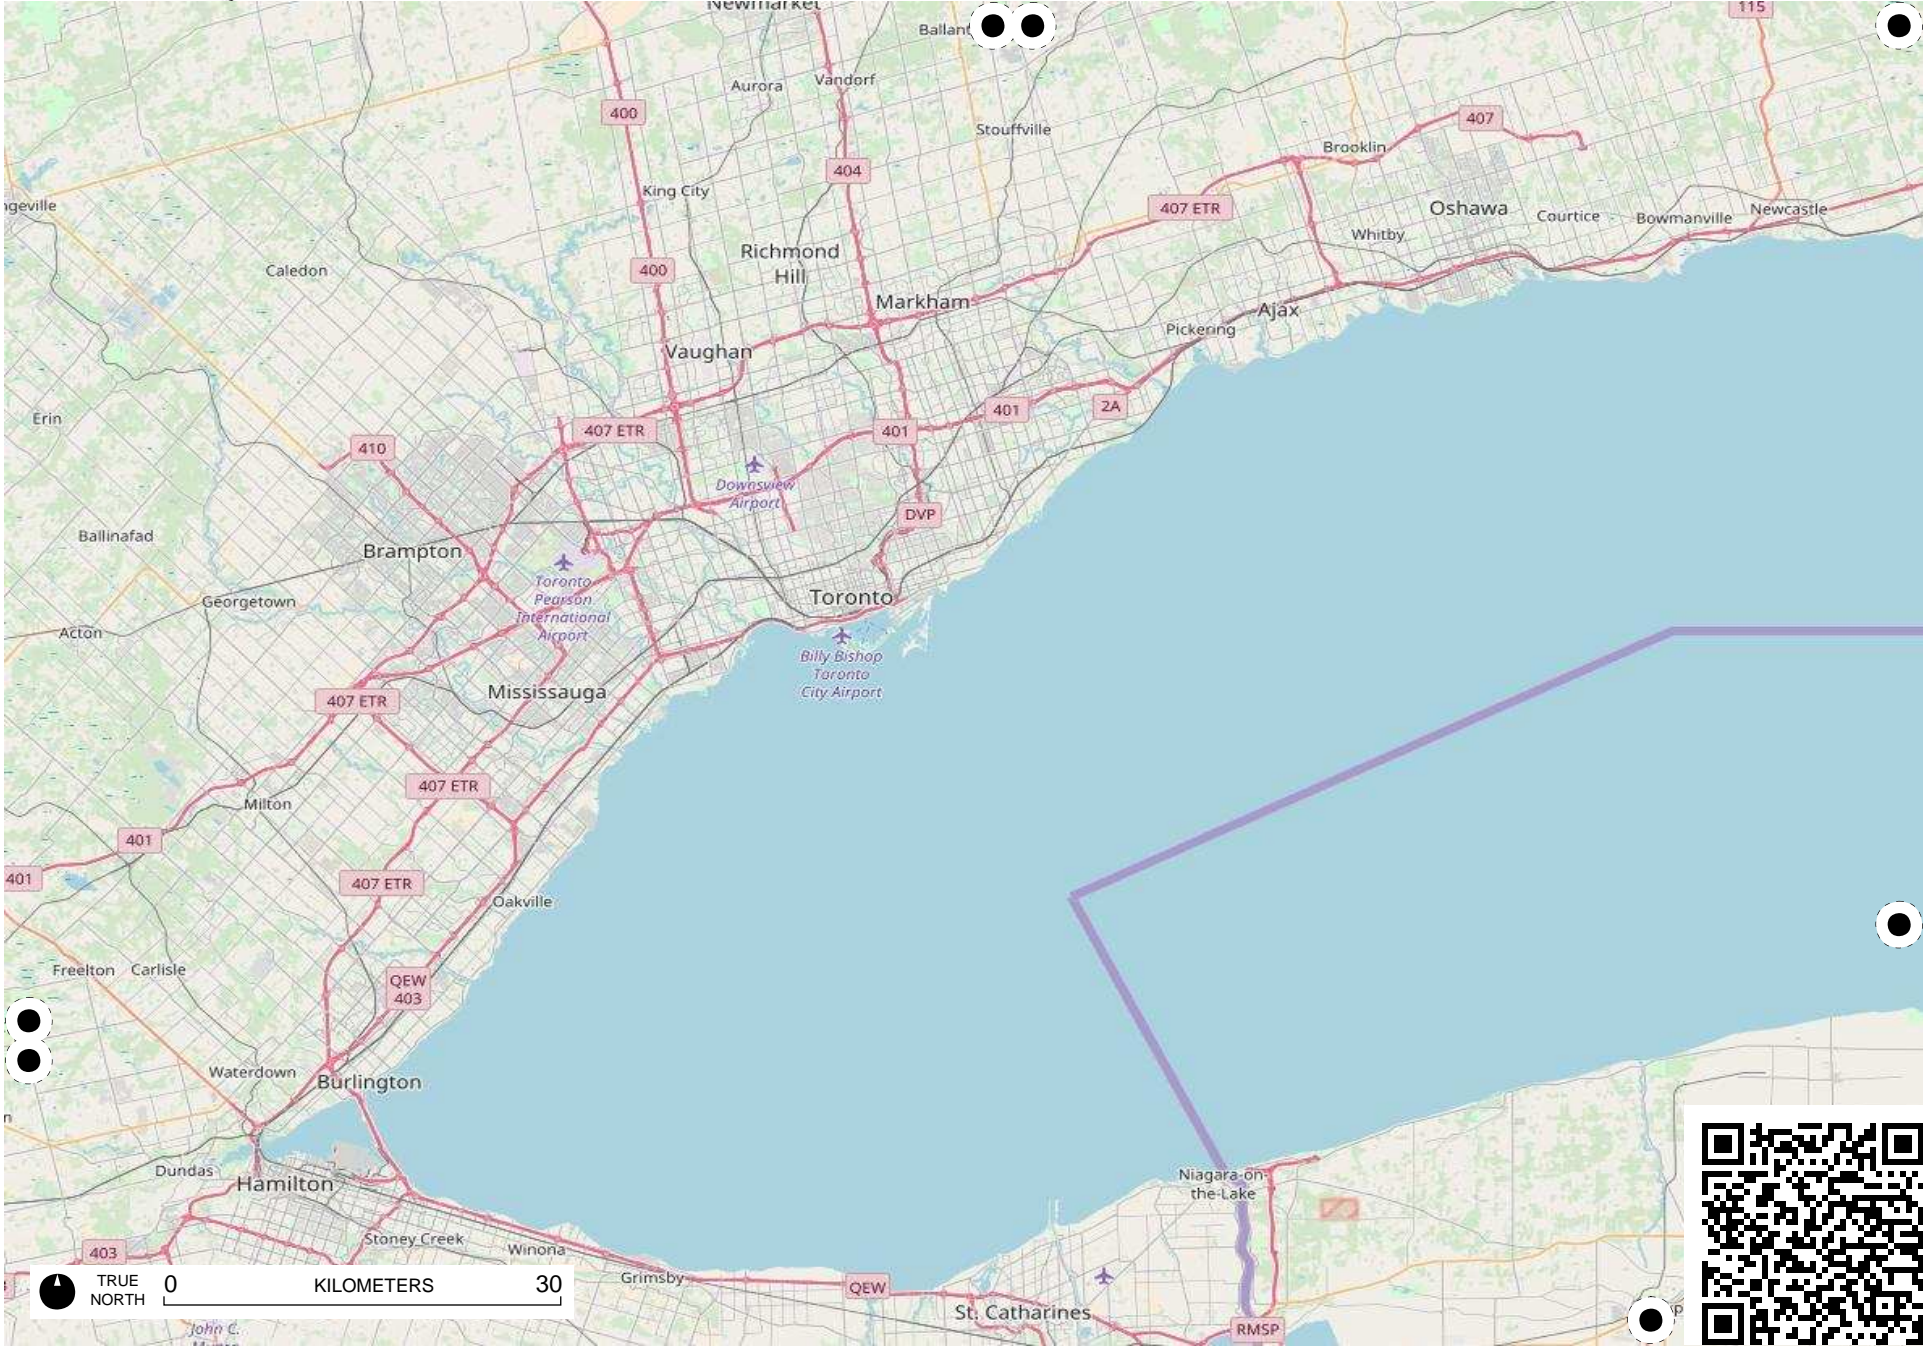 Newmarket
115
Aurora
Vandorf
400
407
Stouffville
Brooklin
404
King City
407 ETR
Oshawa
Courtice
Bowmanville
Newcastle
Whitby
Richmond
Hill
Caledon
400
Markham
Ajax
Pickering
Vaughan
Erin
401
2A
407 ETR
401
410
Downsview
Airport
DVP
Ballinafad
Brampton
Toronto
Pearson
International
Airport
Georgetown
Toronto
Acton
Billy Bishop
Toronto
City Airport
Mississauga
407 ETR
407 ETR
Milton
401
401
407 ETR
Oakville
Freelton
Carlisle
QEW
403
Waterdown
Burlington
Dundas
Hamilton
Niagara-on-
the-Lake
Stoney Creek
Winona
403
Grimsby
QEW
St. Catharines
RMSP
TRUE
NORTH
0 KILOMETERS 30
John C.